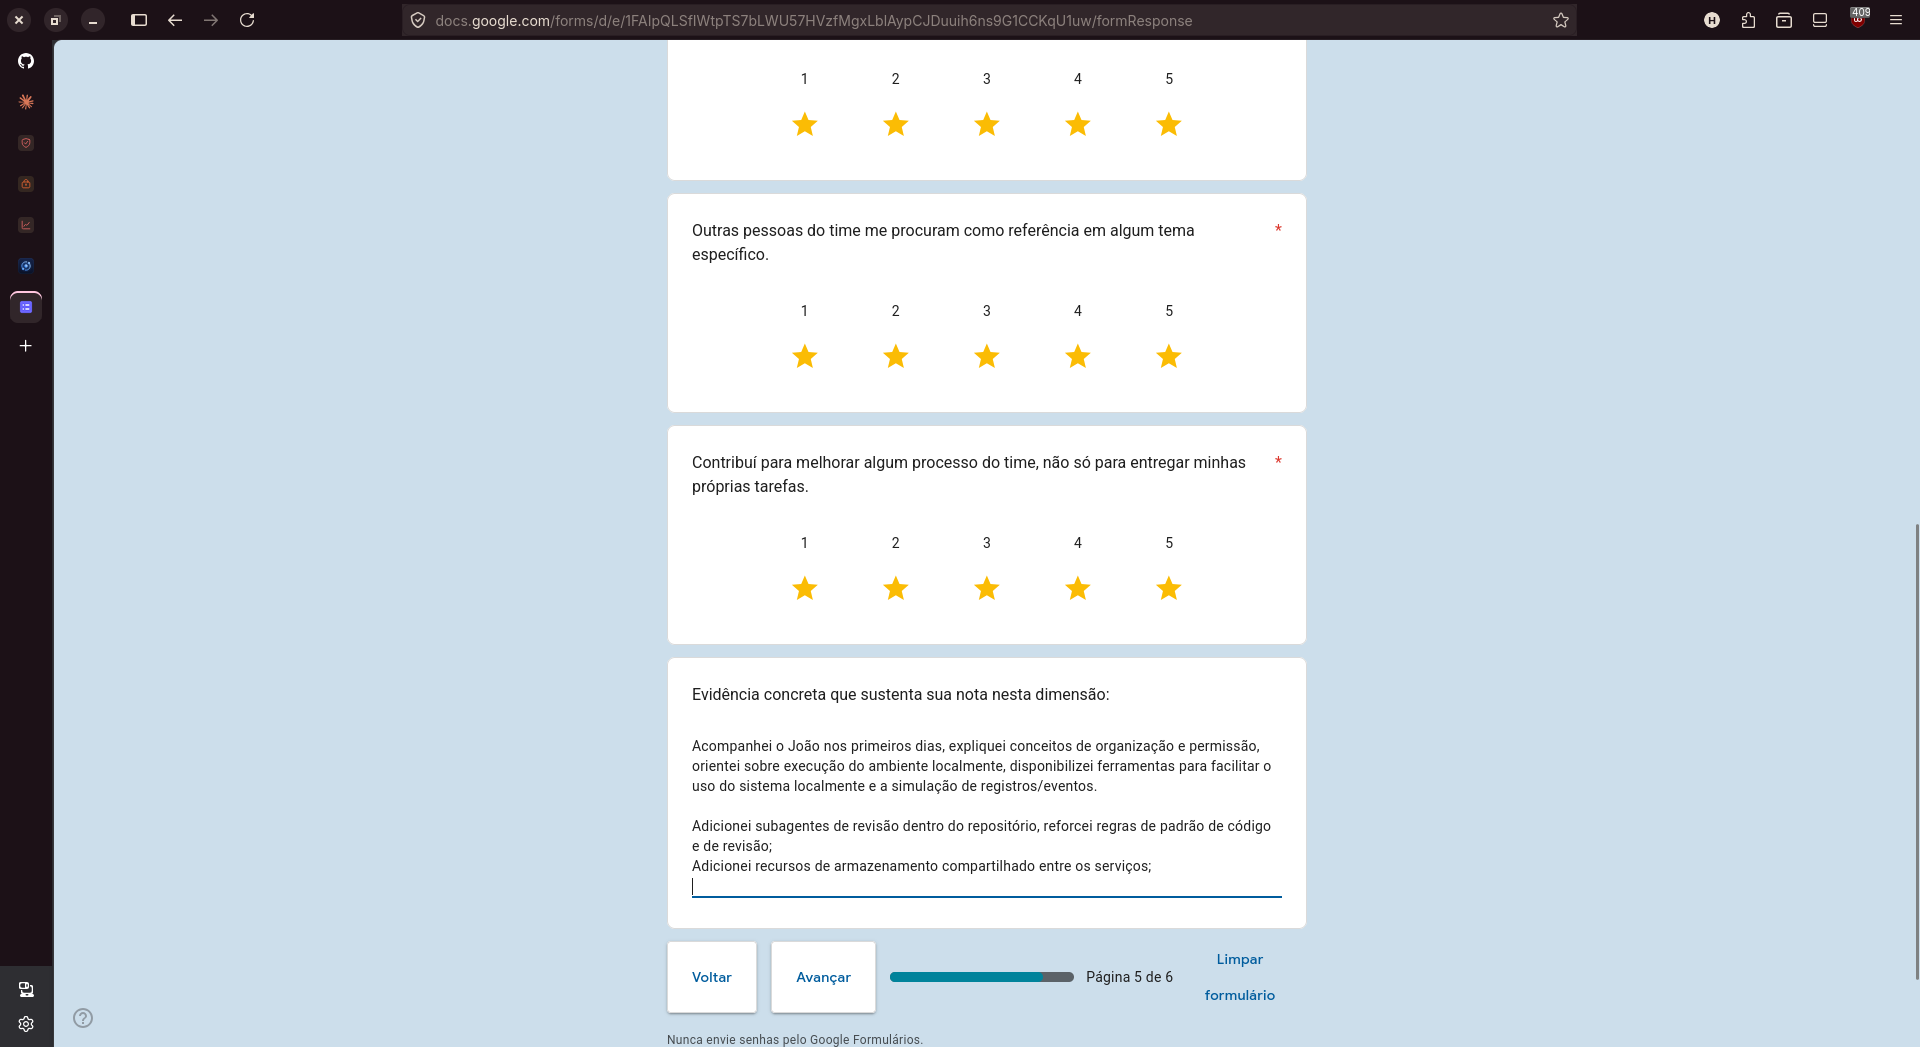 docs.google.com/forms/d/e/1FAIpQLSflWtpTS7bLWU57HVzfMgxLblAypCJDuuih6ns9G1CCKqU1uw/formResponse
409
H
1 2 3 4 5
Outras pessoas do time me procuram como referência em algum tema *
específico.
1 2 3 4 5
Contribuí para melhorar algum processo do time, não só para entregar minhas *
próprias tarefas.
1 2 3 4 5
Evidência concreta que sustenta sua nota nesta dimensão:
Acompanhei o João nos primeiros dias, expliquei conceitos de organização e permissão,
orientei sobre execução do ambiente localmente, disponibilizei ferramentas para facilitar o
uso do sistema localmente e a simulação de registros/eventos.
Adicionei subagentes de revisão dentro do repositório, reforcei regras de padrão de código
e de revisão;
Adicionei recursos de armazenamento compartilhado entre os serviços;
Voltar
Avançar
Página 5 de 6
Limpar
formulário
Nunca envie senhas pelo Google Formulários.